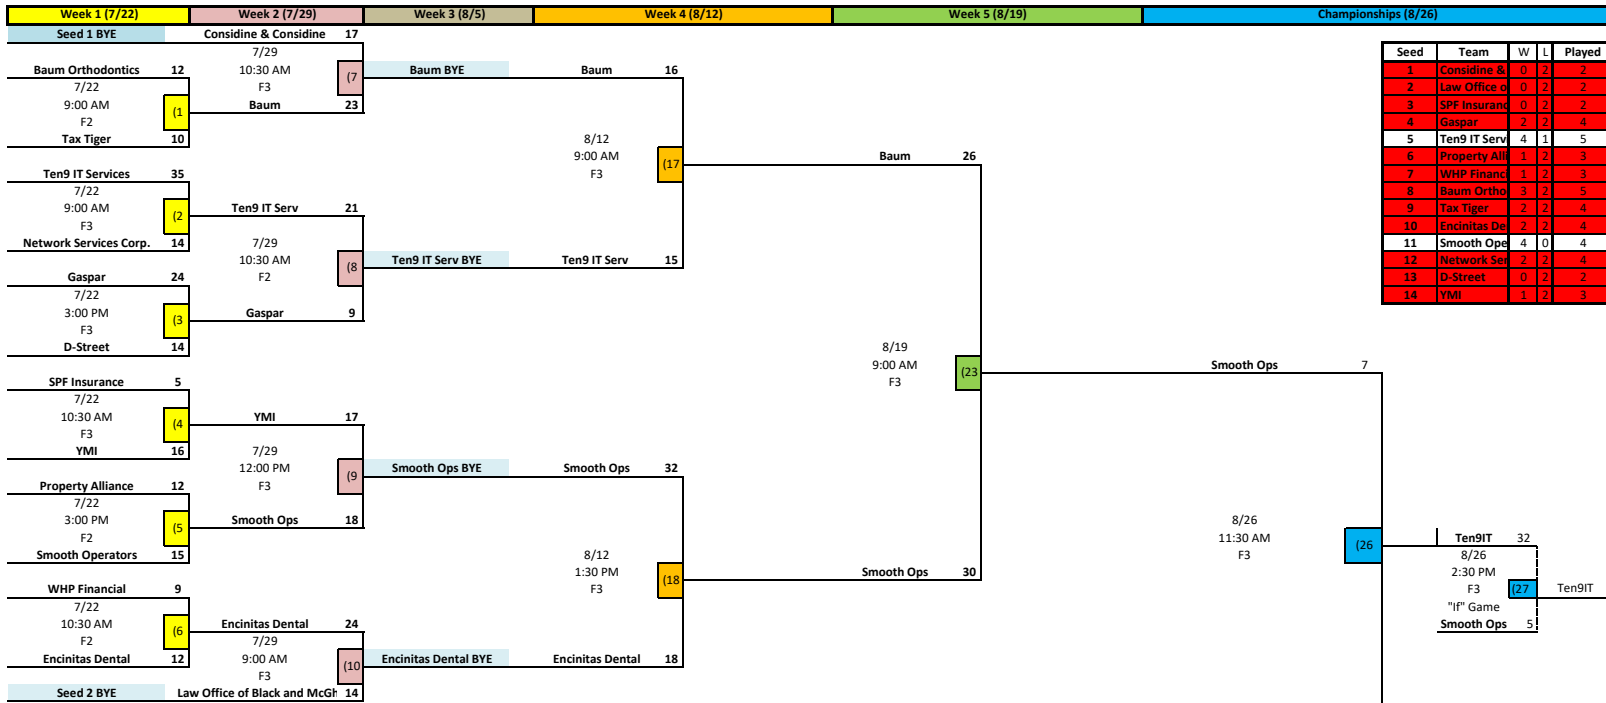 Week 1 (7/22) Week 2 (7/29) Week 3 (8/5) Week 4 (8/12) Week 5 (8/19) Championships (8/26)
Seed 1 BYE Considine & Considine 17
7/29
10:30 AM
F3
(7
Baum 23
Baum Orthodontics 12
7/22
9:00 AM
F2
(1
Tax Tiger 10
Ten9 IT Services 35
7/22
9:00 AM
F3
(2
Network Services Corp. 14
Ten9 IT Serv 21
7/29
10:30 AM
F2
(8
Gaspar 9
Gaspar 24
7/22
3:00 PM
F3
(3
D-Street 14
SPF Insurance 5
7/22
10:30 AM
F3
(4
YMI 16
YMI 17
7/29
12:00 PM
F3
(9
Smooth Ops 18
Property Alliance 12
7/22
3:00 PM
F2
(5
Smooth Operators 15
WHP Financial 9
7/22
10:30 AM
F2
(6
Encinitas Dental 12
Encinitas Dental 24
7/29
9:00 AM
F3
(10
Seed 2 BYE Law Office of Black and McGh 14
Baum BYE Baum 16
8/12
9:00 AM
F3
(17
Ten9 IT Serv BYE Ten9 IT Serv 15
Smooth Ops BYE Smooth Ops 32
8/12
1:30 PM
F3
(18
Encinitas Dental BYE Encinitas Dental 18
Baum 26
8/19
9:00 AM
F3
(23
Smooth Ops 30
Smooth Ops 7
8/26
11:30 AM
F3
(26
Ten9IT 32
8/26
2:30 PM
F3
(27 Ten9IT
"If" Game
Smooth Ops 5
Seed Team W L Played
1 Considine & 0 2 2
2 Law Office o 0 2 2
3 SPF Insuranc 0 2 2
4 Gaspar 2 2 4
5 Ten9 IT Serv 4 1 5
6 Property Alli 1 2 3
7 WHP Financi 1 2 3
8 Baum Ortho 3 2 5
9 Tax Tiger 2 2 4
10 Encinitas De 2 2 4
11 Smooth Ope 4 0 4
12 Network Ser 2 2 4
13 D-Street 0 2 2
14 YMI 1 2 3